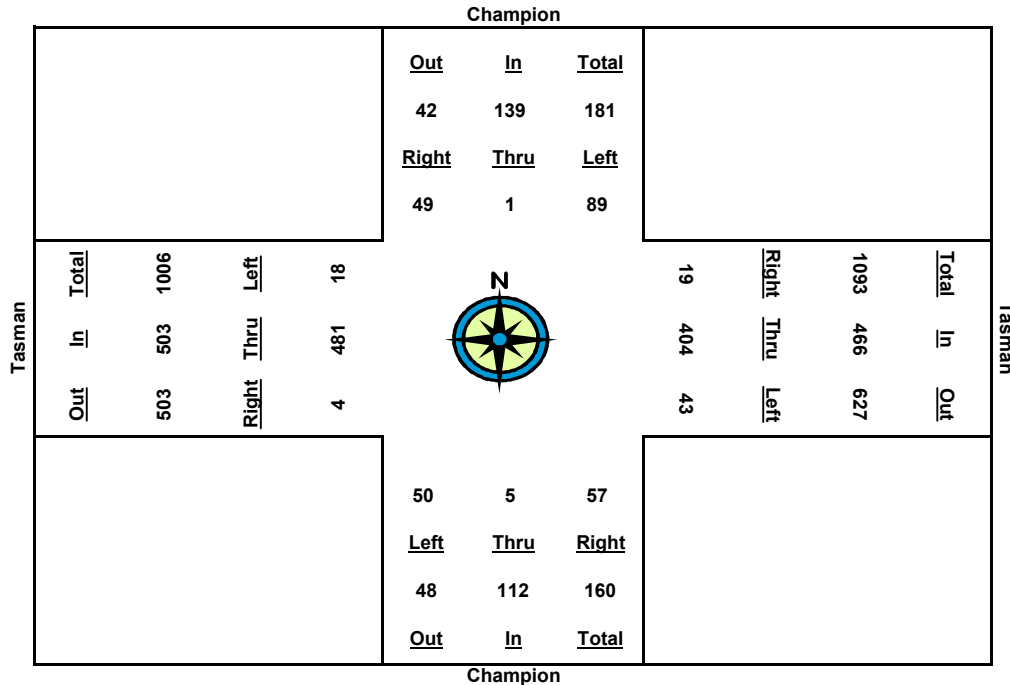 Champion
Out In Total
42 139 181
Right Thru Left
49 1 89
Tasman
Total 1006 Left 18
In 503 Thru 481
Out 503 Right 4
N
19 Right 1093 Total
404 Thru 466 In
43 Left 627 Out
Tasman
50 5 57
Left Thru Right
48 112 160
Out In Total
Champion